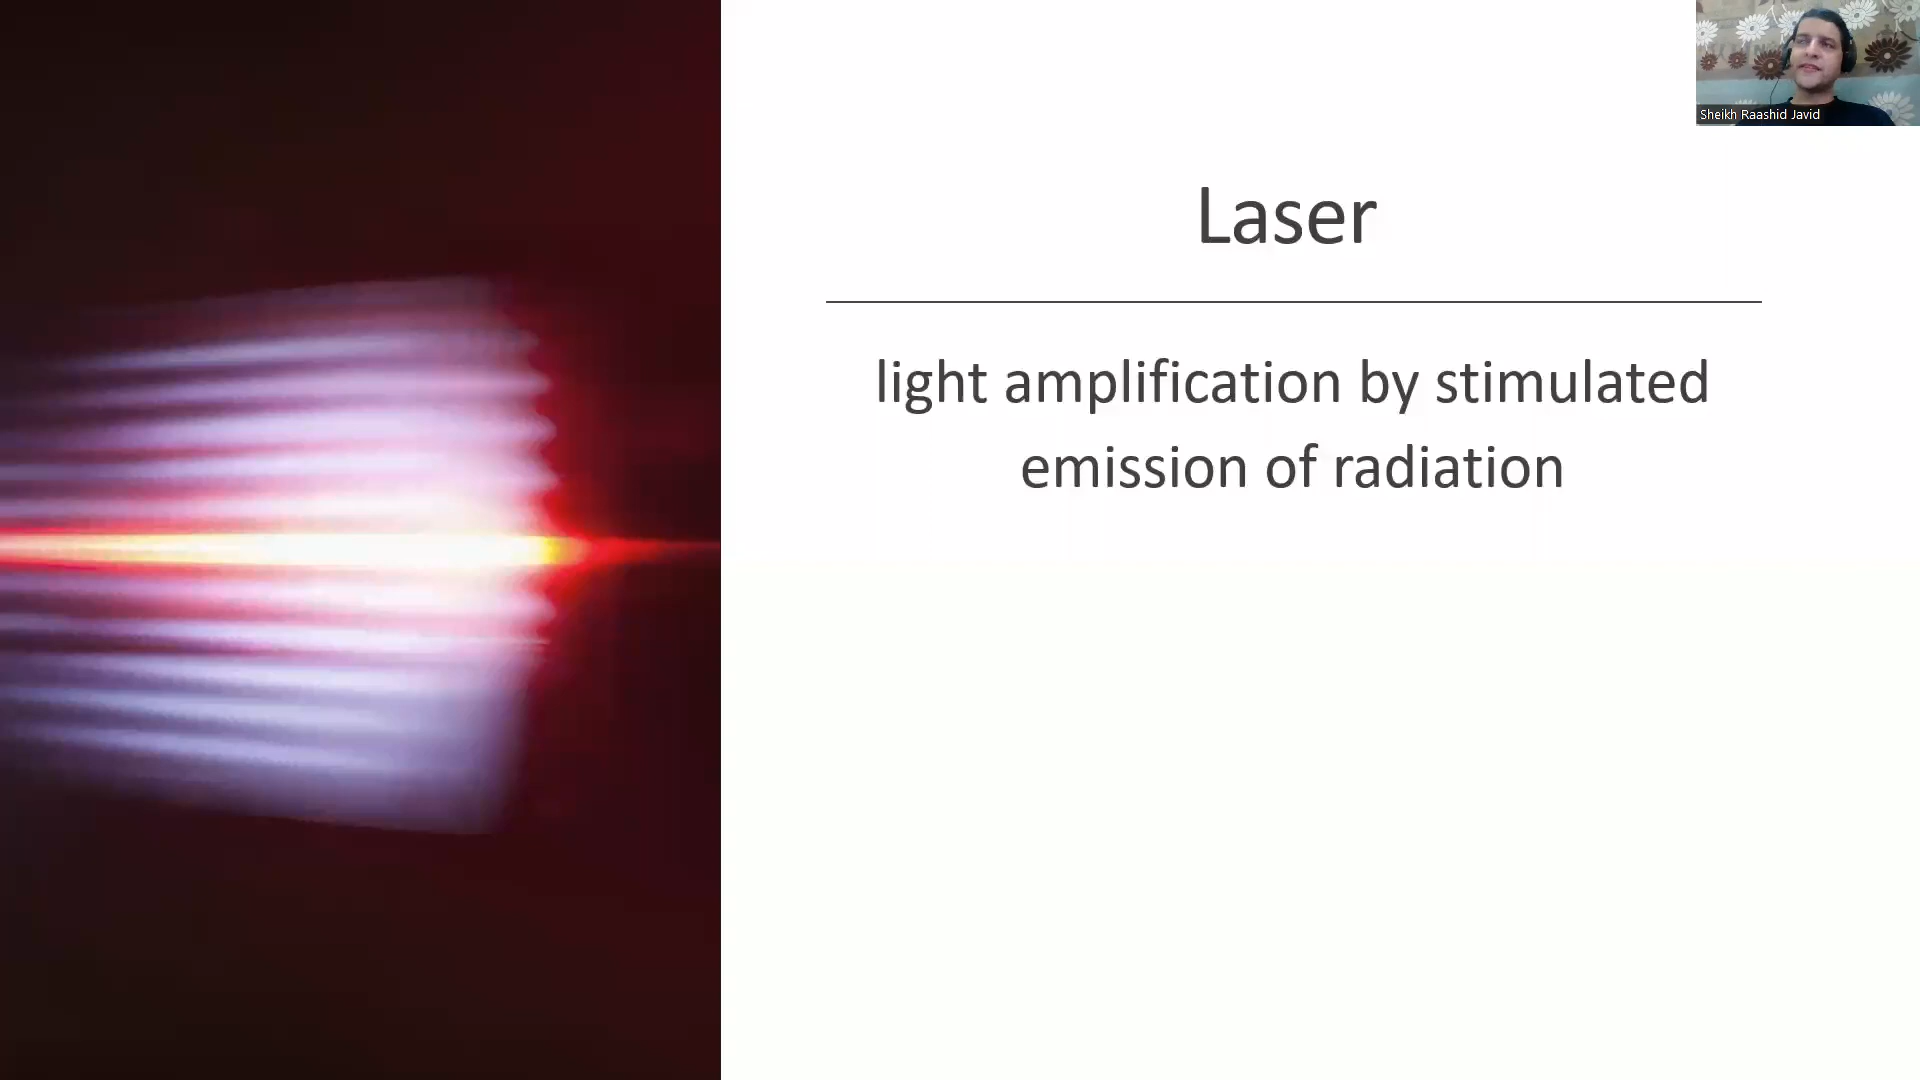 Sheikh Raashid Javid
Laser
light amplification by stimulated
emission of radiation